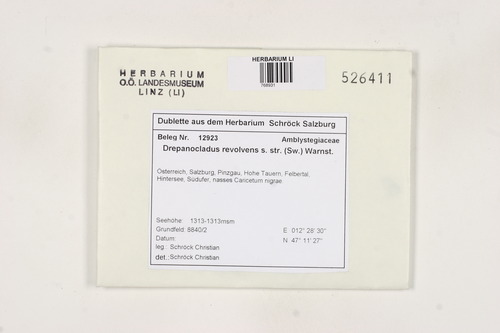 HERBARIUM
O.Ö. LANDESMUSEUM
LINZ (LI)
HERBARIUM LI
526411
Dublette aus dem Herbarium Schröck Salzburg
Beleg Nr. 12923 Amblystegiaceae
Drepanocladus revolvens s. str. (Sw.) Warnst.
Österreich, Salzburg, Pinzgau, Hohe Tauern, Felbertal,
Hintersee; Südufer, nasses Caricetum nigrae
Seehöhe: 1313-1313msm
Grundfeld: 8840/2 E 012° 28' 30"
Datum: N 47° 11' 27"
leg.: Schröck Christian
det.: Schröck Christian